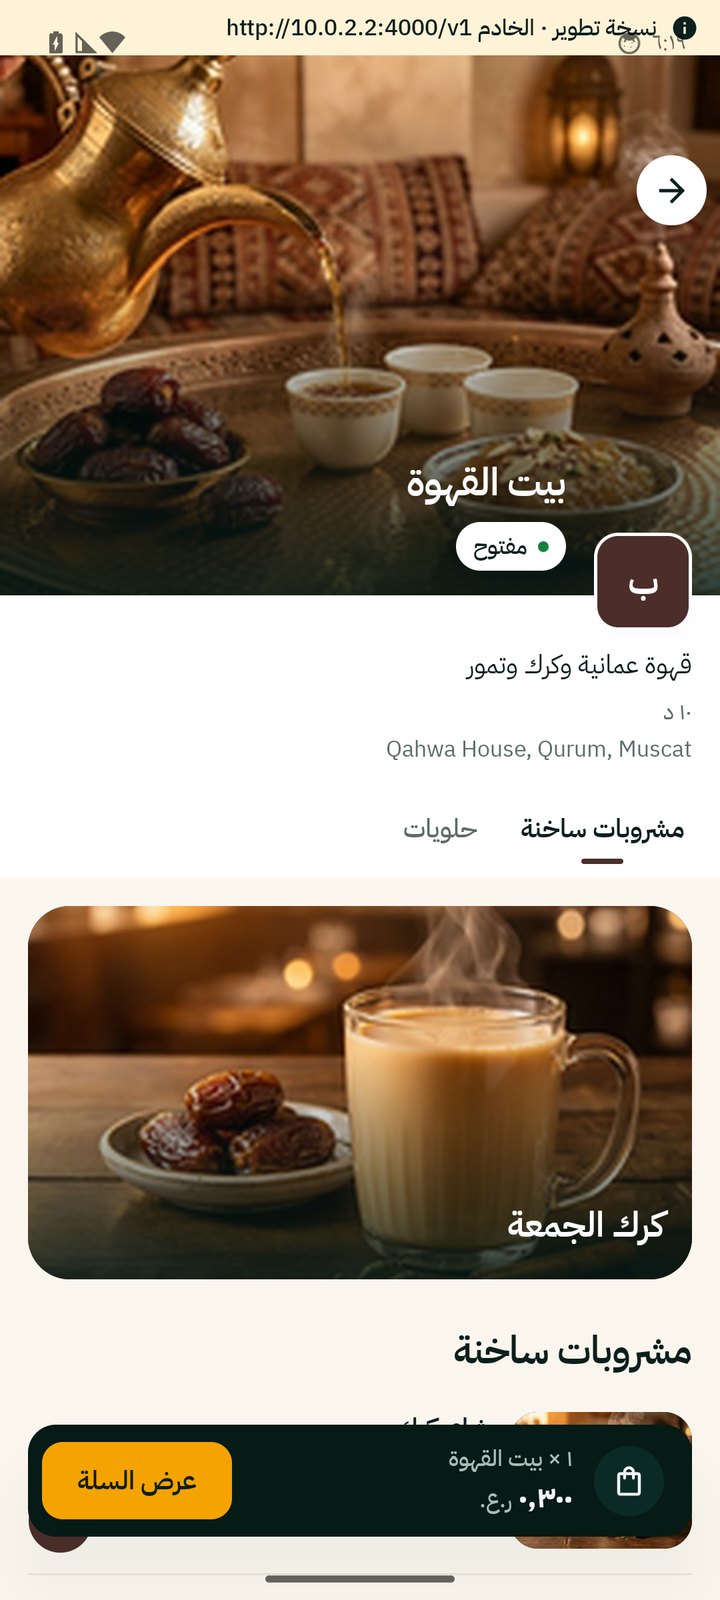 نسخة تطوير · الخادم http://10.0.2.2:4000/v1
٦:١٩
بيت القهوة
مفتوح
ب
قهوة عمانية وكرك وتمور
١٠ د
Qahwa House, Qurum, Muscat
مشروبات ساخنة
حلويات
كرك الجمعة
مشروبات ساخنة
١ × بيت القهوة
٠٫٣٠٠ ر.ع.
عرض السلة